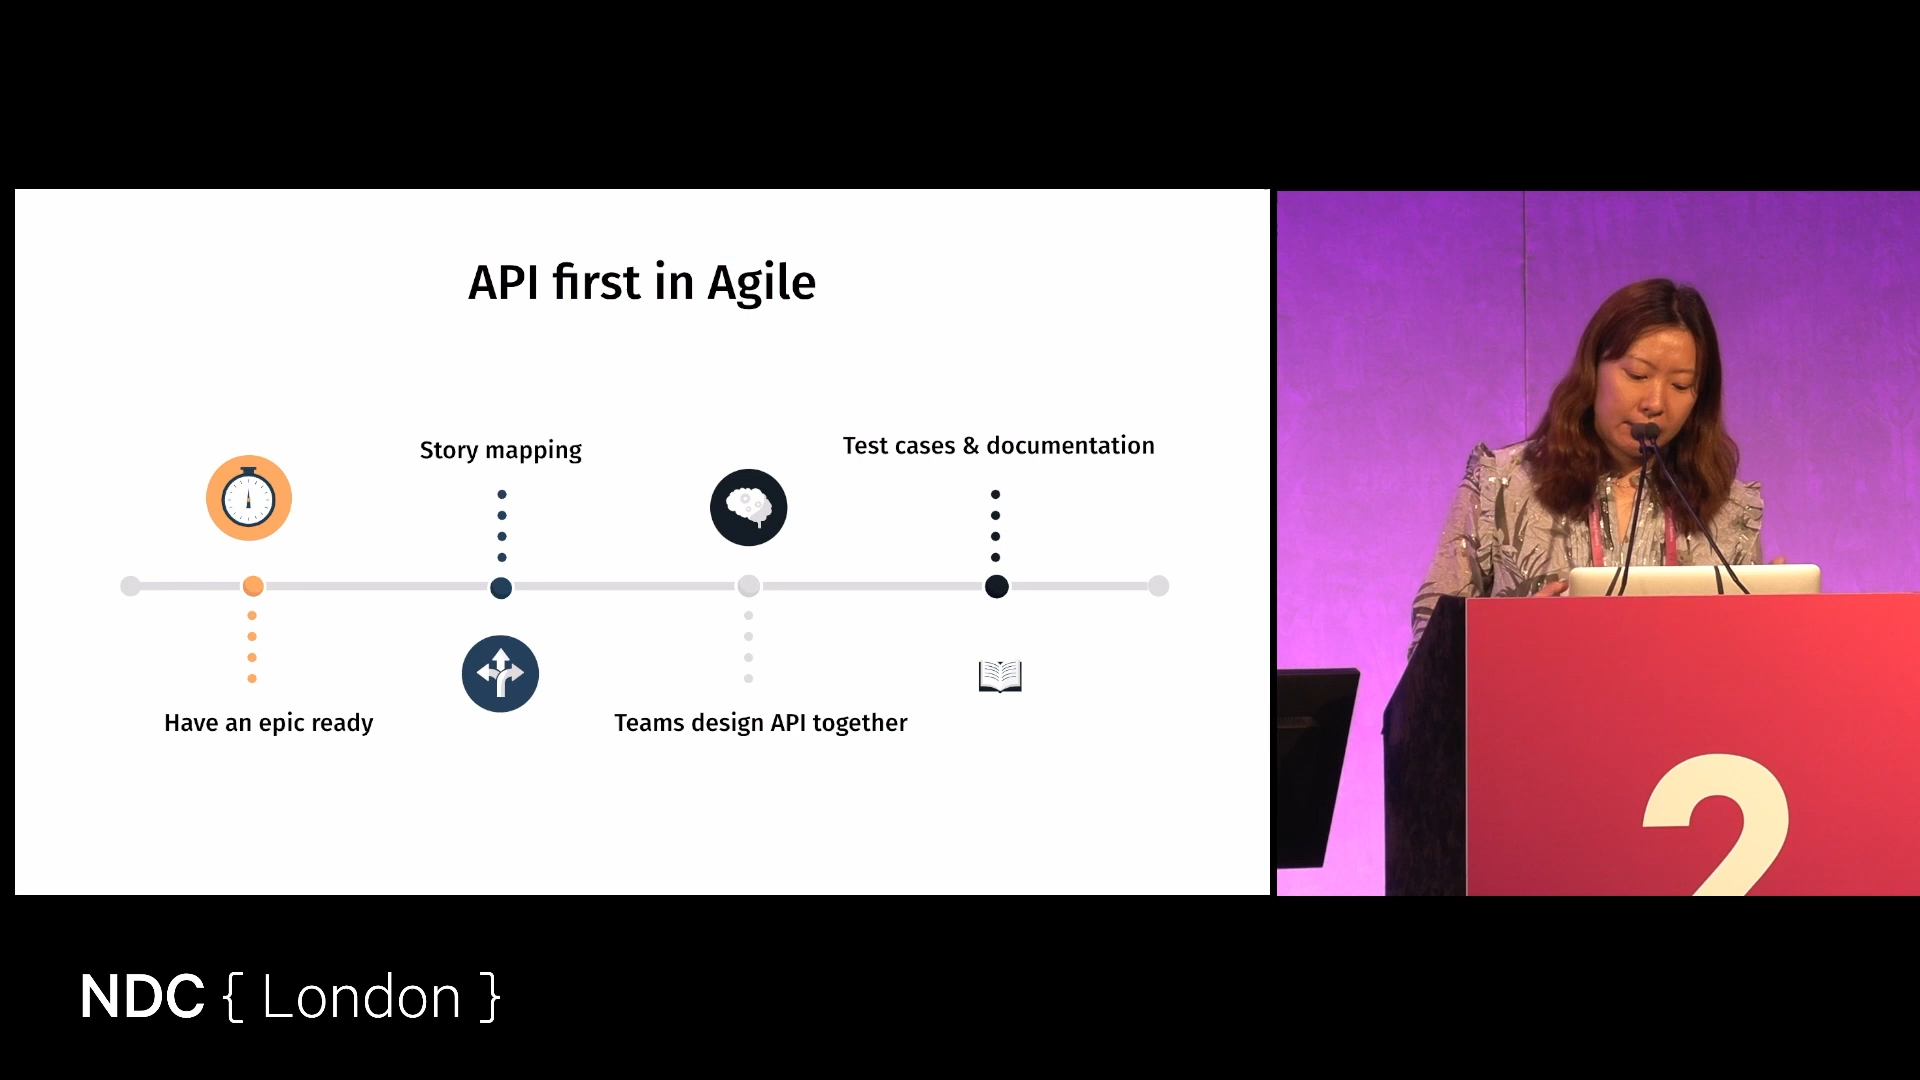 API first in Agile
Story mapping
Test cases & documentation
Have an epic ready
Teams design API together
2
NDC { London }